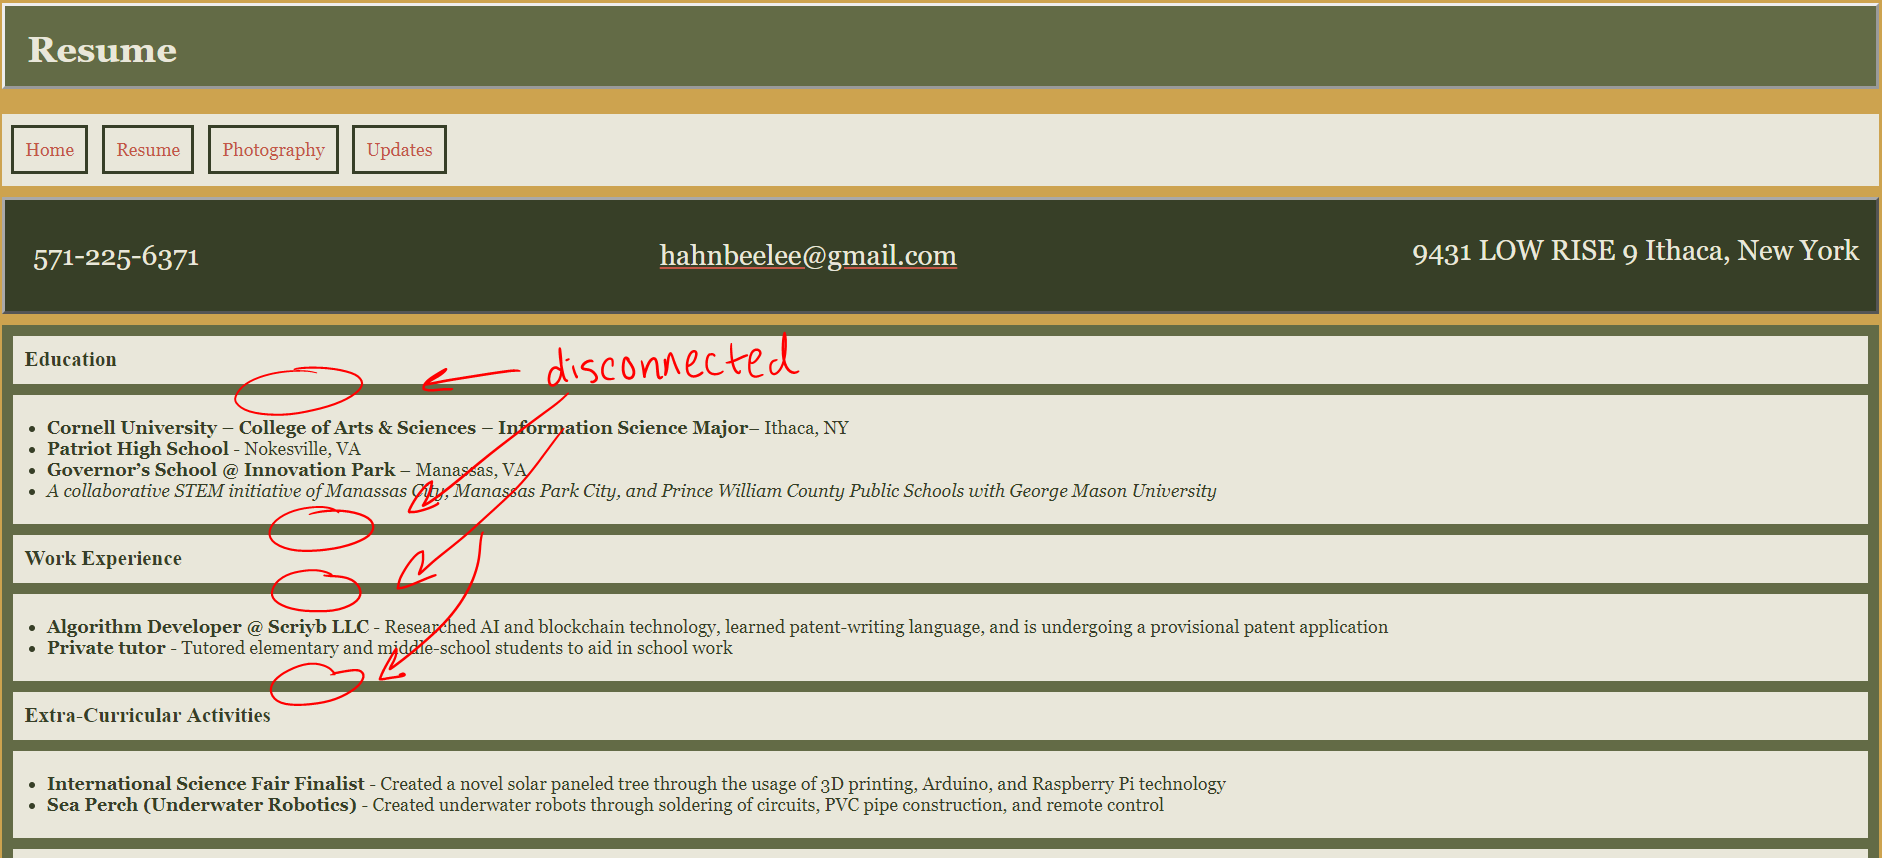 Resume
Home Resume Photography Updates
571-225-6371 hahnbeelee@gmail.com 9431 LOW RISE 9 Ithaca, New York
disconnected
Education
Cornell University – College of Arts & Sciences – Information Science Major– Ithaca, NY
Patriot High School - Nokesville, VA
Governor’s School @ Innovation Park – Manassas, VA
A collaborative STEM initiative of Manassas City, Manassas Park City, and Prince William County Public Schools with George Mason University
Work Experience
Algorithm Developer @ Scriyb LLC - Researched AI and blockchain technology, learned patent-writing language, and is undergoing a provisional patent application
Private tutor - Tutored elementary and middle-school students to aid in school work
Extra-Curricular Activities
International Science Fair Finalist - Created a novel solar paneled tree through the usage of 3D printing, Arduino, and Raspberry Pi technology
Sea Perch (Underwater Robotics) - Created underwater robots through soldering of circuits, PVC pipe construction, and remote control